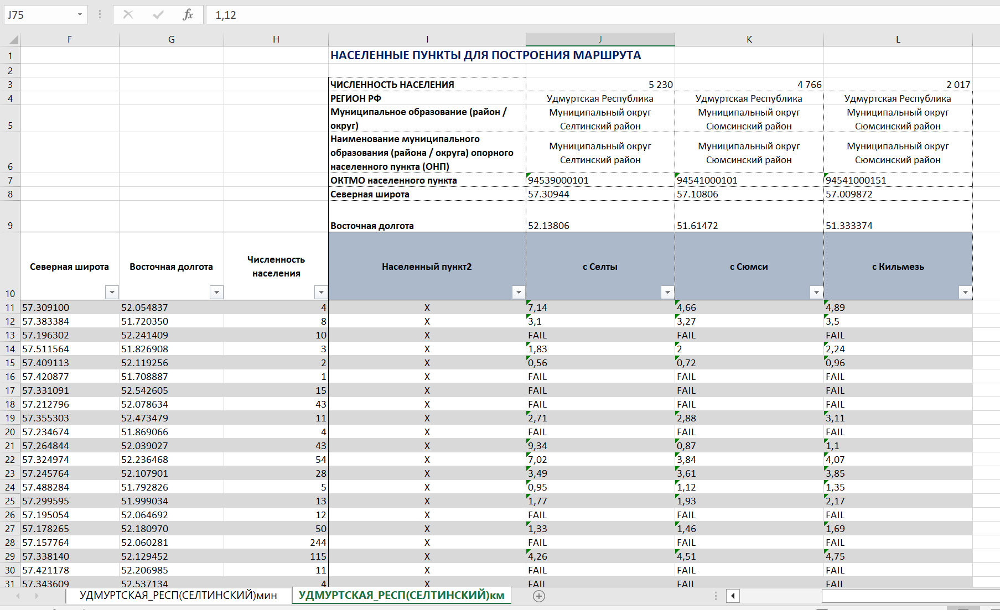 J75 fx 1,12
F G H I J K L
1 НАСЕЛЕННЫЕ ПУНКТЫ ДЛЯ ПОСТРОЕНИЯ МАРШРУТА
2
3 ЧИСЛЕННОСТЬ НАСЕЛЕНИЯ 5 230 4 766 2 017
4 РЕГИОН РФ Удмуртская Республика Удмуртская Республика Удмуртская Республика
Муниципальное образование (район / Муниципальный округ Муниципальный округ Муниципальный округ
5 округ) Селтинский район Сюмсинский район Сюмсинский район
Наименование муниципального
образования (района / округа) опорного
6 населенного пункта (ОНП)
Муниципальный округ Муниципальный округ Муниципальный округ
Селтинский район Сюмсинский район Сюмсинский район
7 ОКТМО населенного пункта 94539000101 94541000101 94541000151
8 Северная широта 57.30944 57.10806 57.009872
9 Восточная долгота 52.13806 51.61472 51.333374
10 Северная широта Восточная долгота Численность
населения
Населенный пункт2 с Селты с Сюмси с Кильмезь
11 57.309100 52.054837 4 X 7,14 4,66 4,89
12 57.383384 51.720350 8 X 3,1 3,27 3,5
13 57.196302 52.241409 10 X FAIL FAIL FAIL
14 57.511564 51.826908 3 X 1,83 2 2,24
15 57.409113 52.119256 2 X 0,56 0,72 0,96
16 57.420877 51.708887 1 X FAIL FAIL FAIL
17 57.331091 52.542605 15 X FAIL FAIL FAIL
18 57.212796 52.078634 43 X FAIL FAIL FAIL
19 57.355303 52.473479 11 X 2,71 2,88 3,11
20 57.234674 51.869066 4 X FAIL FAIL FAIL
21 57.264844 52.039027 43 X 9,34 0,87 1,1
22 57.324974 52.236468 54 X 7,02 3,84 4,07
23 57.245764 52.107901 28 X 3,49 3,61 3,85
24 57.488284 51.792826 5 X 0,95 1,12 1,35
25 57.299595 51.999034 13 X 1,77 1,93 2,17
26 57.195054 52.064692 12 X FAIL FAIL FAIL
27 57.178265 52.180970 50 X 1,33 1,46 1,69
28 57.157764 52.060281 244 X FAIL FAIL FAIL
29 57.338140 52.129452 115 X 4,26 4,51 4,75
30 57.421178 52.206985 11 X FAIL FAIL FAIL
31 57.343609 52.537134 4 X FAIL FAIL FAIL
УДМУРТСКАЯ_РЕСП(СЕЛТИНСКИЙ)мин УДМУРТСКАЯ_РЕСП(СЕЛТИНСКИЙ)км